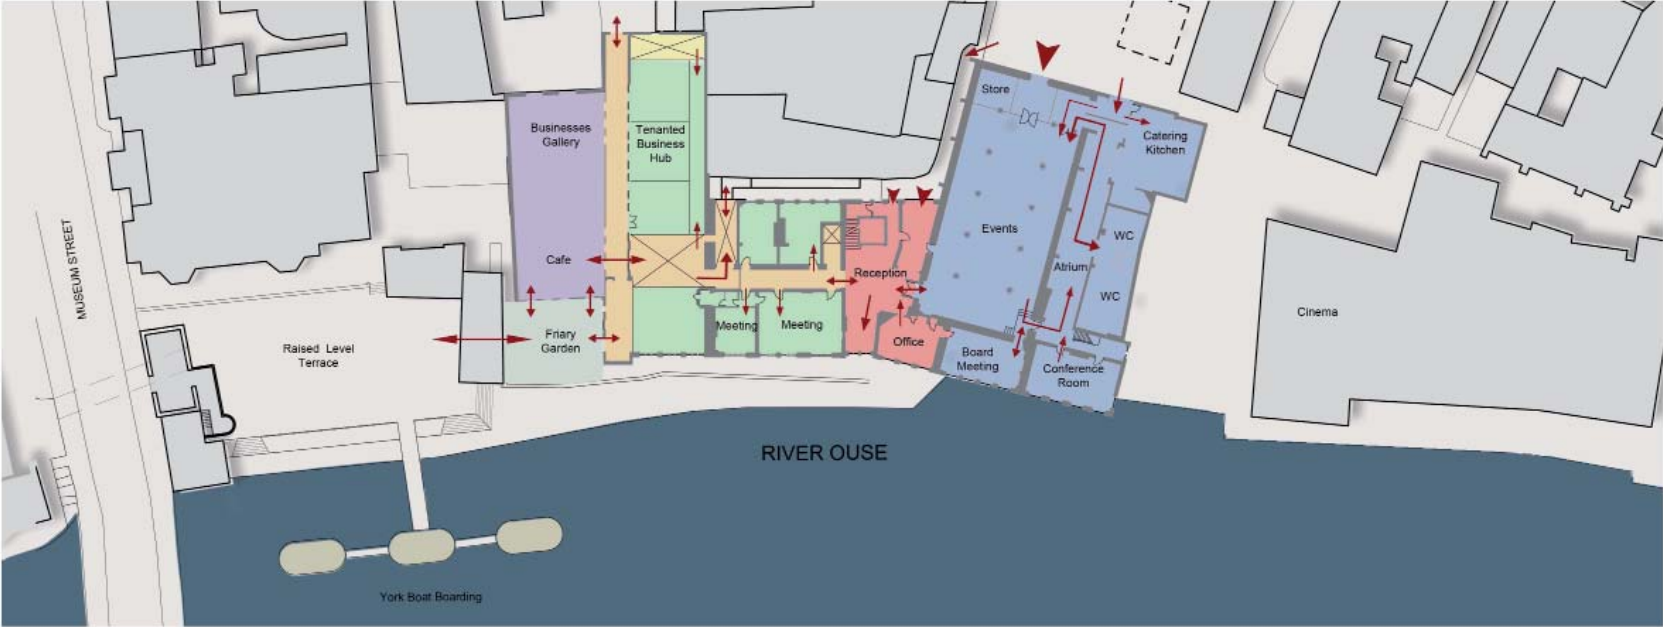 Store
Businesses
Gallery
Tenanted
Business
Hub
Catering
Kitchen
MUSEUM STREET
Events
WC
Cafe
Reception
Atrium
WC
Cinema
Raised Level
Terrace
Friary
Garden
Meeting
Meeting
Office
Board
Meeting
Conference
Room
RIVER OUSE
York Boat Boarding